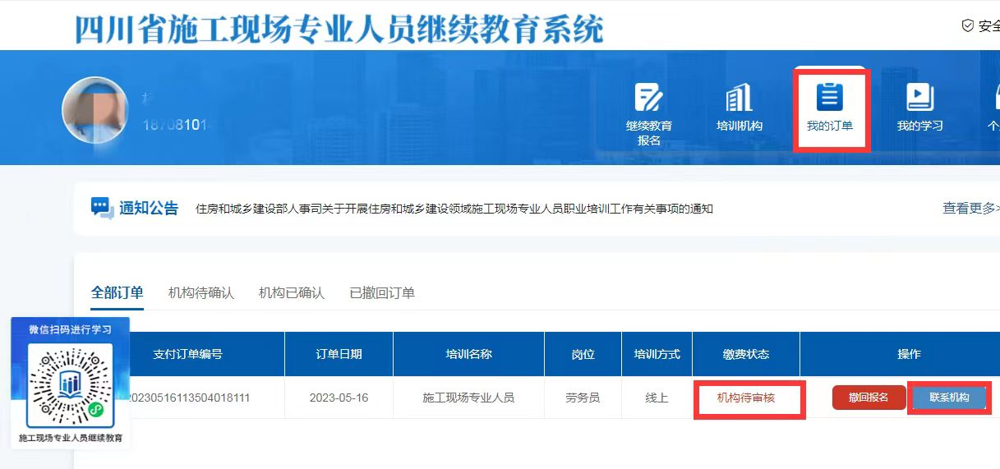 四川省施工现场专业人员继续教育系统
安全
继续教育
报名
培训机构
我的订单
我的学习
通知公告
住房和城乡建设部人事司关于开展住房和城乡建设领域施工现场专业人员职业培训工作有关事项的通知
查看更多>
全部订单
机构待确认
机构已确认
已撤回订单
微信扫码进行学习
支付订单编号
订单日期
培训名称
岗位
培训方式
缴费状态
操作
20230516113504018111
2023-05-16
施工现场专业人员
劳务员
线上
机构待审核
撤回报名
联系机构
施工现场专业人员继续教育